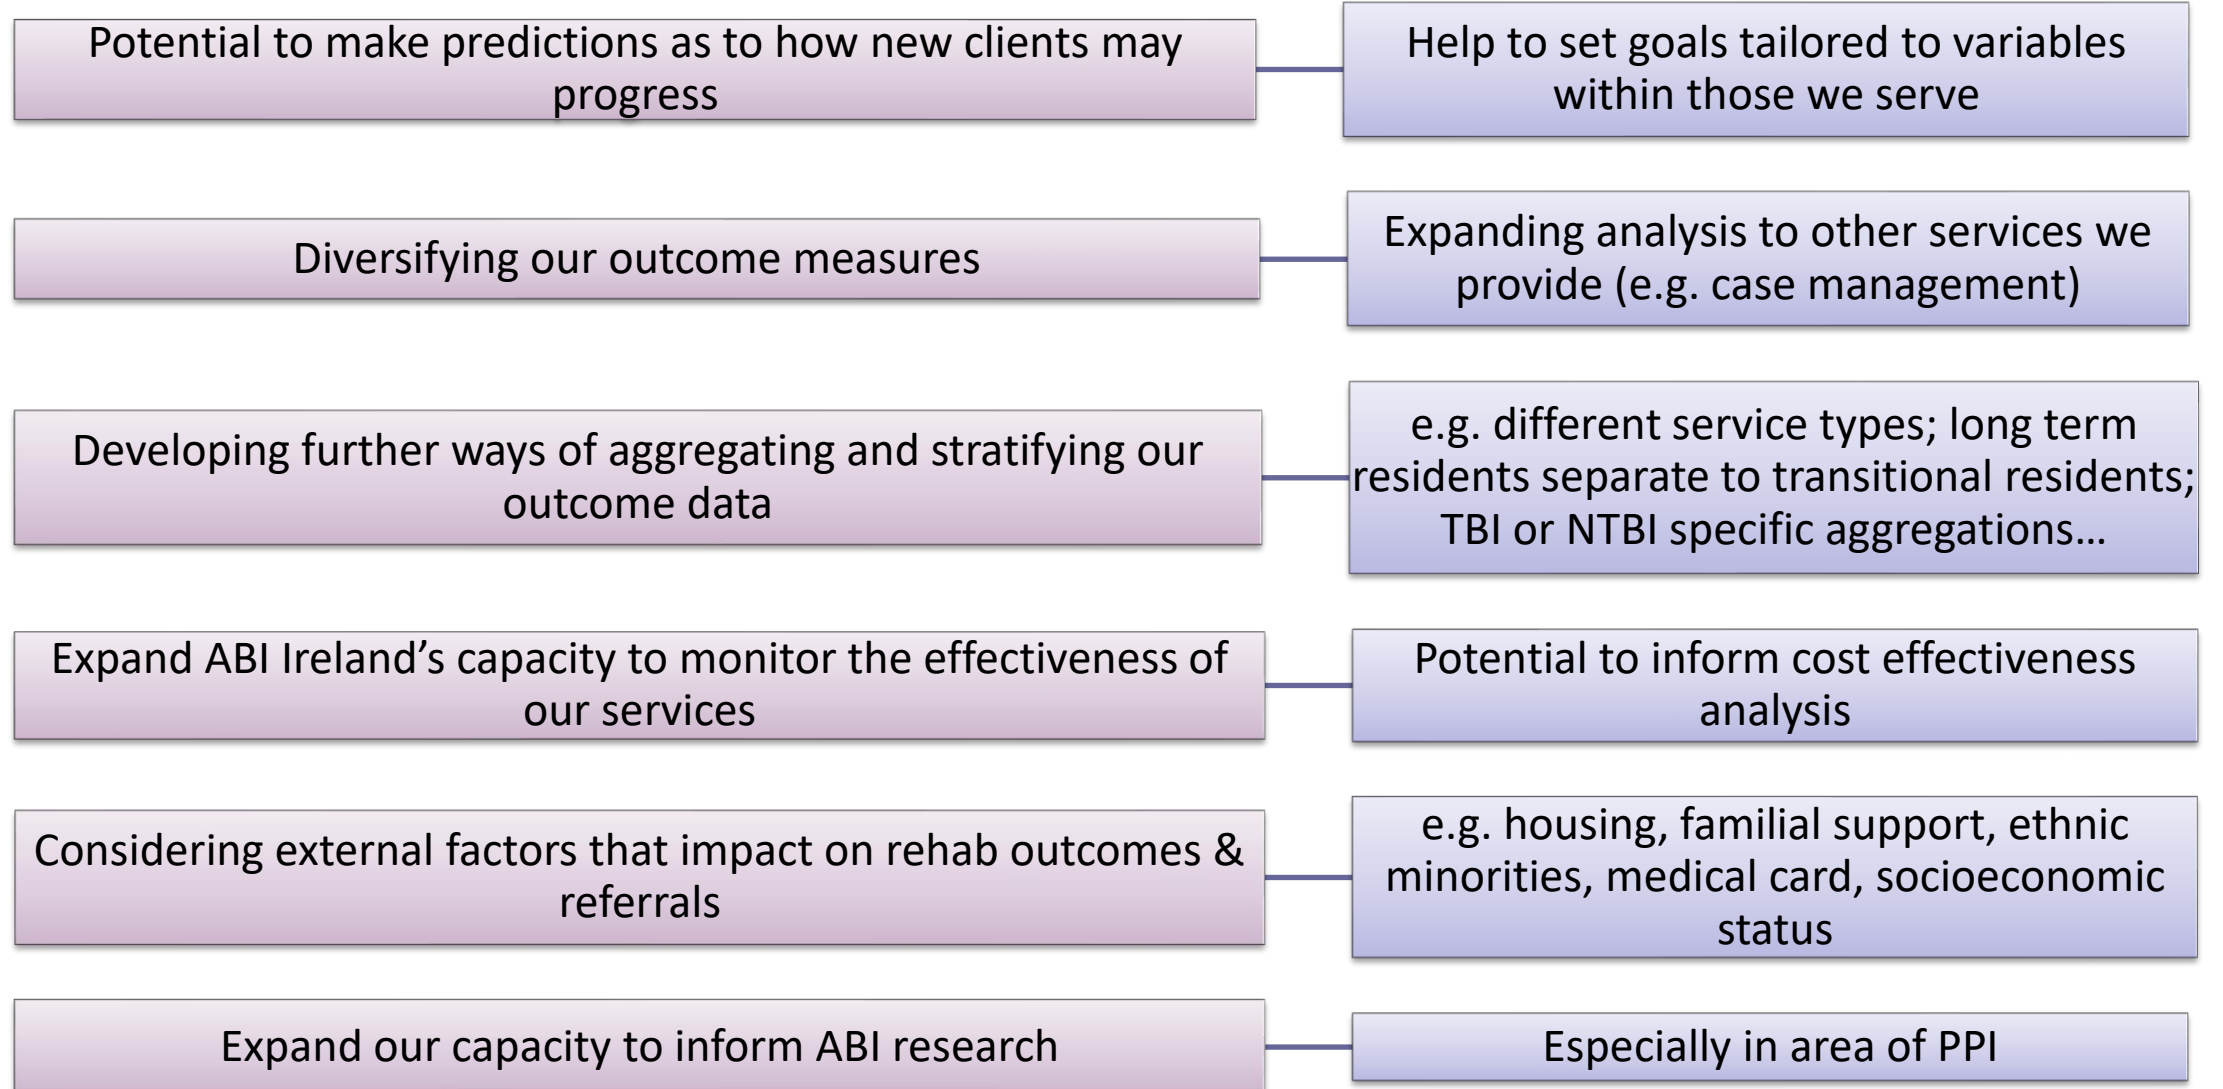 Potential to make predictions as to how new clients may
progress
Help to set goals tailored to variables
within those we serve
Diversifying our outcome measures
Expanding analysis to other services we
provide (e.g. case management)
Developing further ways of aggregating and stratifying our
outcome data
e.g. different service types; long term
residents separate to transitional residents;
TBI or NTBI specific aggregations…
Expand ABI Ireland’s capacity to monitor the effectiveness of
our services
Potential to inform cost effectiveness
analysis
Considering external factors that impact on rehab outcomes &
referrals
e.g. housing, familial support, ethnic
minorities, medical card, socioeconomic
status
Expand our capacity to inform ABI research
Especially in area of PPI